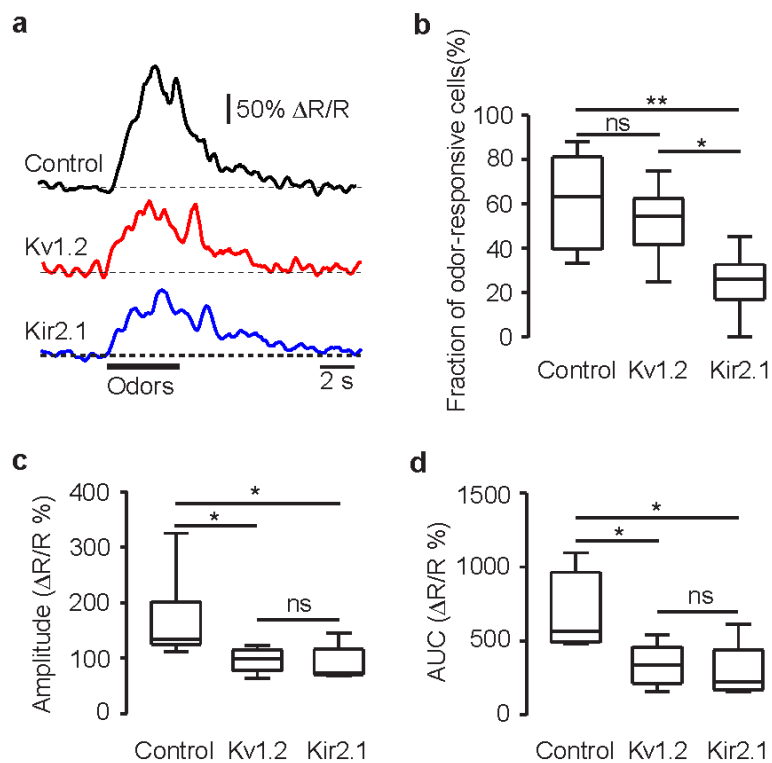 a
50% ΔR/R
Control
Kv1.2
Kir2.1
Odors
2 s
b
Fraction of odor-responsive cells(%)
100
80
60
40
20
0
**
ns
*
Control Kv1.2 Kir2.1
c
Amplitude (ΔR/R %)
400
300
200
100
0
*
*
ns
Control Kv1.2 Kir2.1
d
AUC (ΔR/R %)
1500
1000
500
0
*
*
ns
Control Kv1.2 Kir2.1